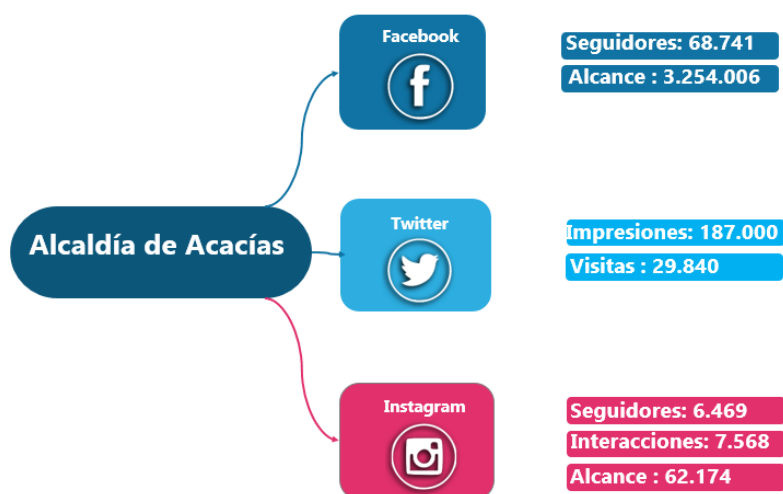 Facebook
Seguidores: 68.741
Alcance : 3.254.006
Alcaldía de Acacías
Twitter
Impresiones: 187.000
Visitas : 29.840
Instagram
Seguidores: 6.469
Interacciones: 7.568
Alcance : 62.174